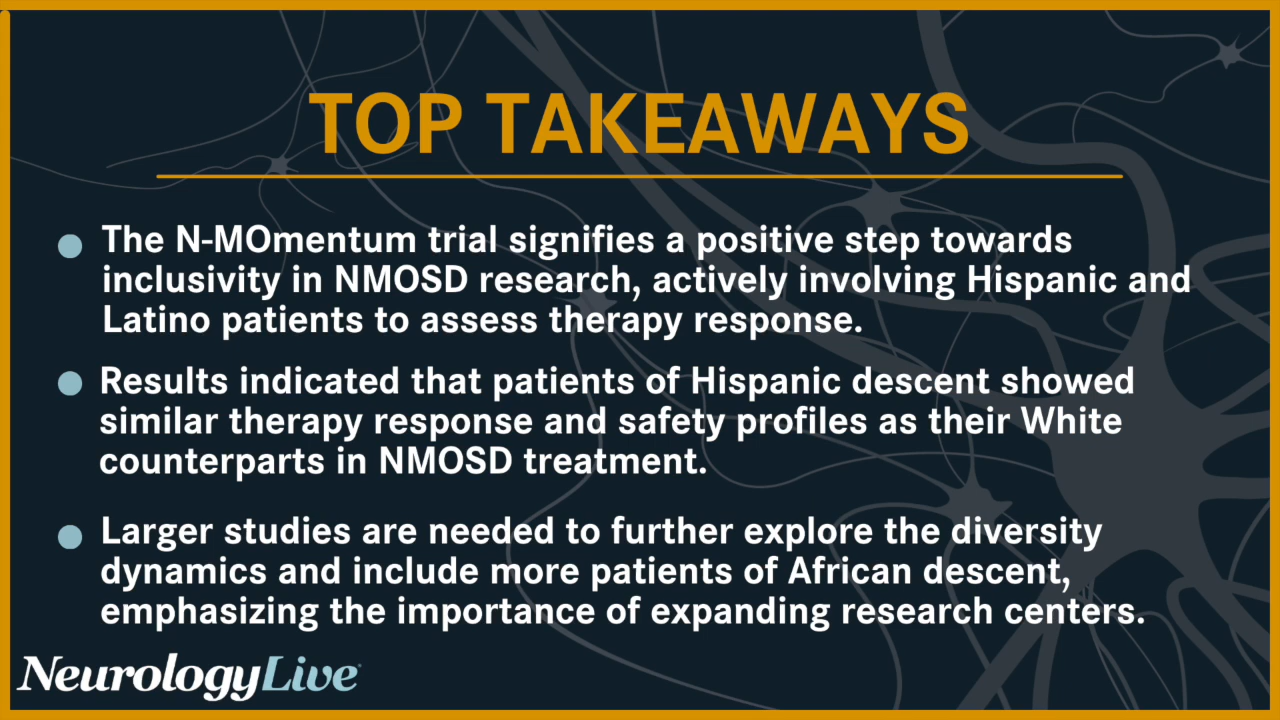 TOP TAKEAWAYS
The N-MOmentum trial signifies a positive step towards
inclusivity in NMOSD research, actively involving Hispanic and
Latino patients to assess therapy response.
Results indicated that patients of Hispanic descent showed
similar therapy response and safety profiles as their White
counterparts in NMOSD treatment.
Larger studies are needed to further explore the diversity
dynamics and include more patients of African descent,
emphasizing the importance of expanding research centers.
NeurologyLive